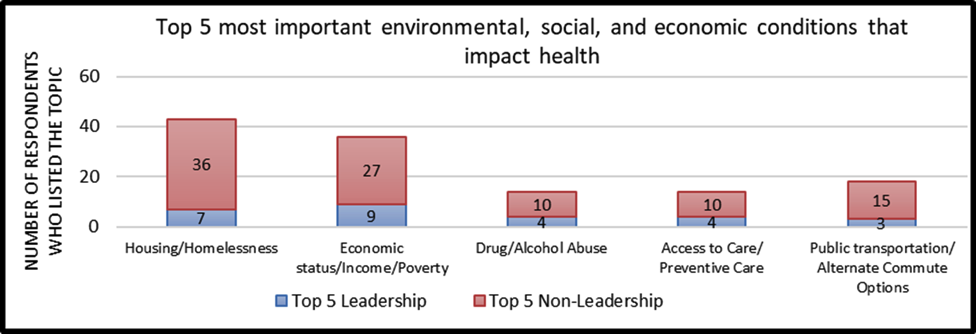 Top 5 most important environmental, social, and economic conditions that
impact health
NUMBER OF RESPONDENTS
WHO LISTED THE TOPIC
60
40
20
0
36
7
27
9
10
4
10
4
15
3
Housing/Homelessness
Economic
status/Income/Poverty
Drug/Alcohol Abuse
Access to Care/
Preventive Care
Public transportation/
Alternate Commute
Options
Top 5 Leadership
Top 5 Non-Leadership